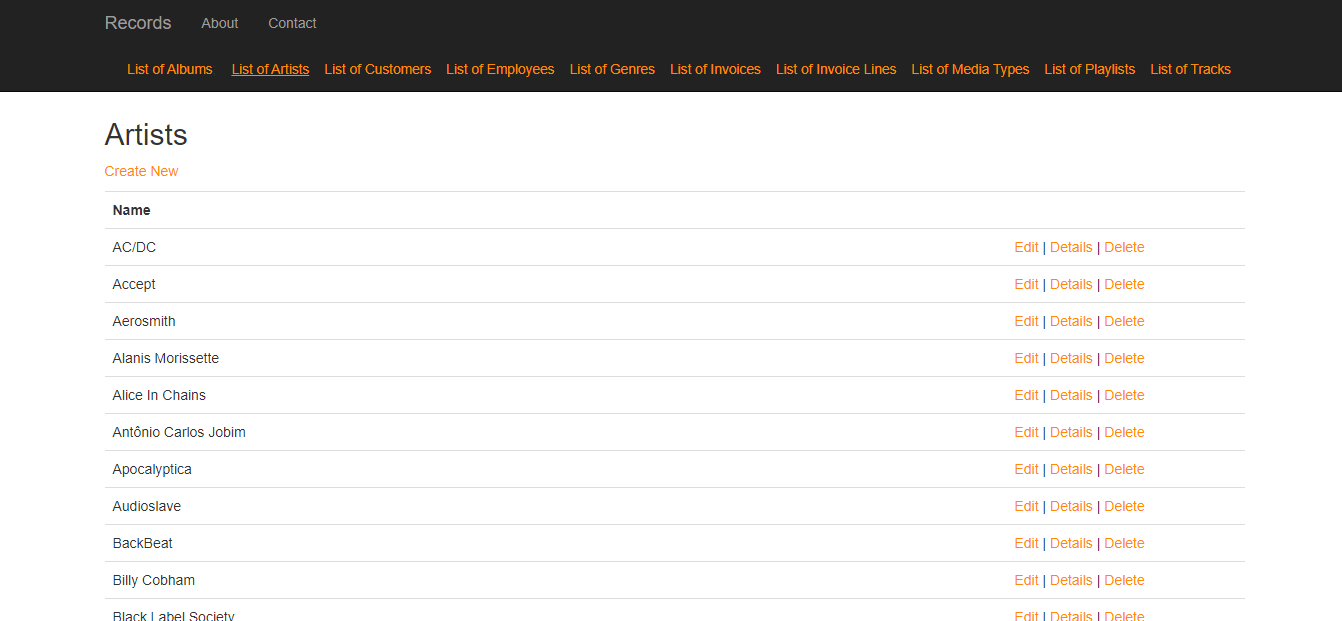 Records About Contact
List of Albums List of Artists List of Customers List of Employees List of Genres List of Invoices List of Invoice Lines List of Media Types List of Playlists List of Tracks
Artists
Create New
Name
AC/DC Edit | Details | Delete
Accept Edit | Details | Delete
Aerosmith Edit | Details | Delete
Alanis Morissette Edit | Details | Delete
Alice In Chains Edit | Details | Delete
Antônio Carlos Jobim Edit | Details | Delete
Apocalyptica Edit | Details | Delete
Audioslave Edit | Details | Delete
BackBeat Edit | Details | Delete
Billy Cobham Edit | Details | Delete
Black Label Society Edit | Details | Delete